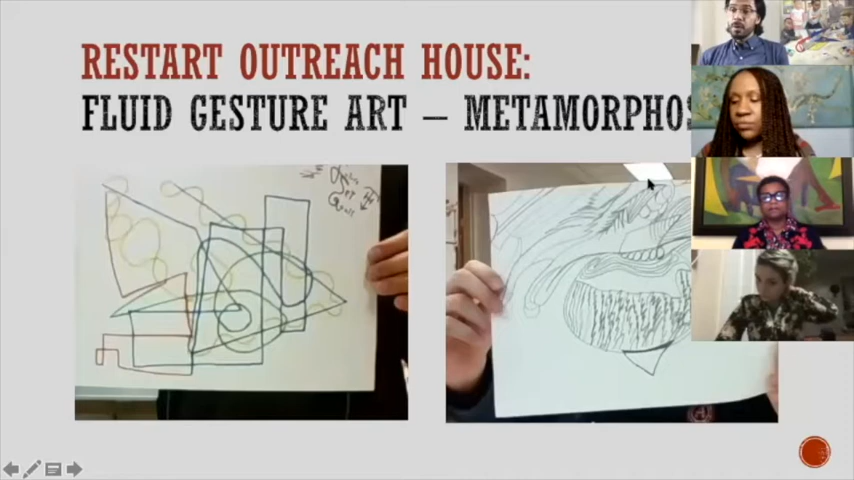 RESTART OUTREACH HOUSE:
FLUID GESTURE ART – METAMORPHOS